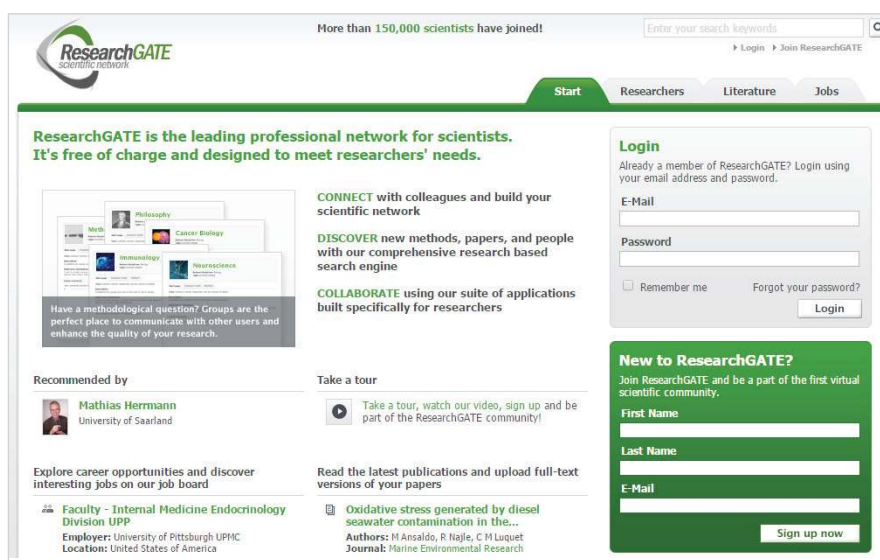 More than 150,000 scientists have joined!
Enter your search keywords
Login Join ResearchGATE
ResearchGATE
scientific network
Start Researchers Literature Jobs
ResearchGATE is the leading professional network for scientists.
It's free of charge and designed to meet researchers' needs.
Philosophy
Cancer Biology
Immunology
Neuroscience
Have a methodological question? Groups are the
perfect place to communicate with other users and
enhance the quality of your research.
CONNECT with colleagues and build your
scientific network
DISCOVER new methods, papers, and people
with our comprehensive research based
search engine
COLLABORATE using our suite of applications
built specifically for researchers
Recommended by
Mathias Herrmann
University of Saarland
Take a tour
Take a tour, watch our video, sign up and be
part of the ResearchGATE community!
Explore career opportunities and discover
interesting jobs on our job board
Faculty - Internal Medicine Endocrinology
Division UPP
Employer: University of Pittsburgh UPMC
Location: United States of America
Read the latest publications and upload full-text
versions of your papers
Oxidative stress generated by diesel
seawater contamination in the...
Authors: M Ansaldo, R Najle, C M Luquet
Journal: Marine Environmental Research
Login
Already a member of ResearchGATE? Login using
your email address and password.
E-Mail
Password
Remember me Forgot your password?
Login
New to ResearchGATE?
Join ResearchGATE and be a part of the first virtual
scientific community.
First Name
Last Name
E-Mail
Sign up now